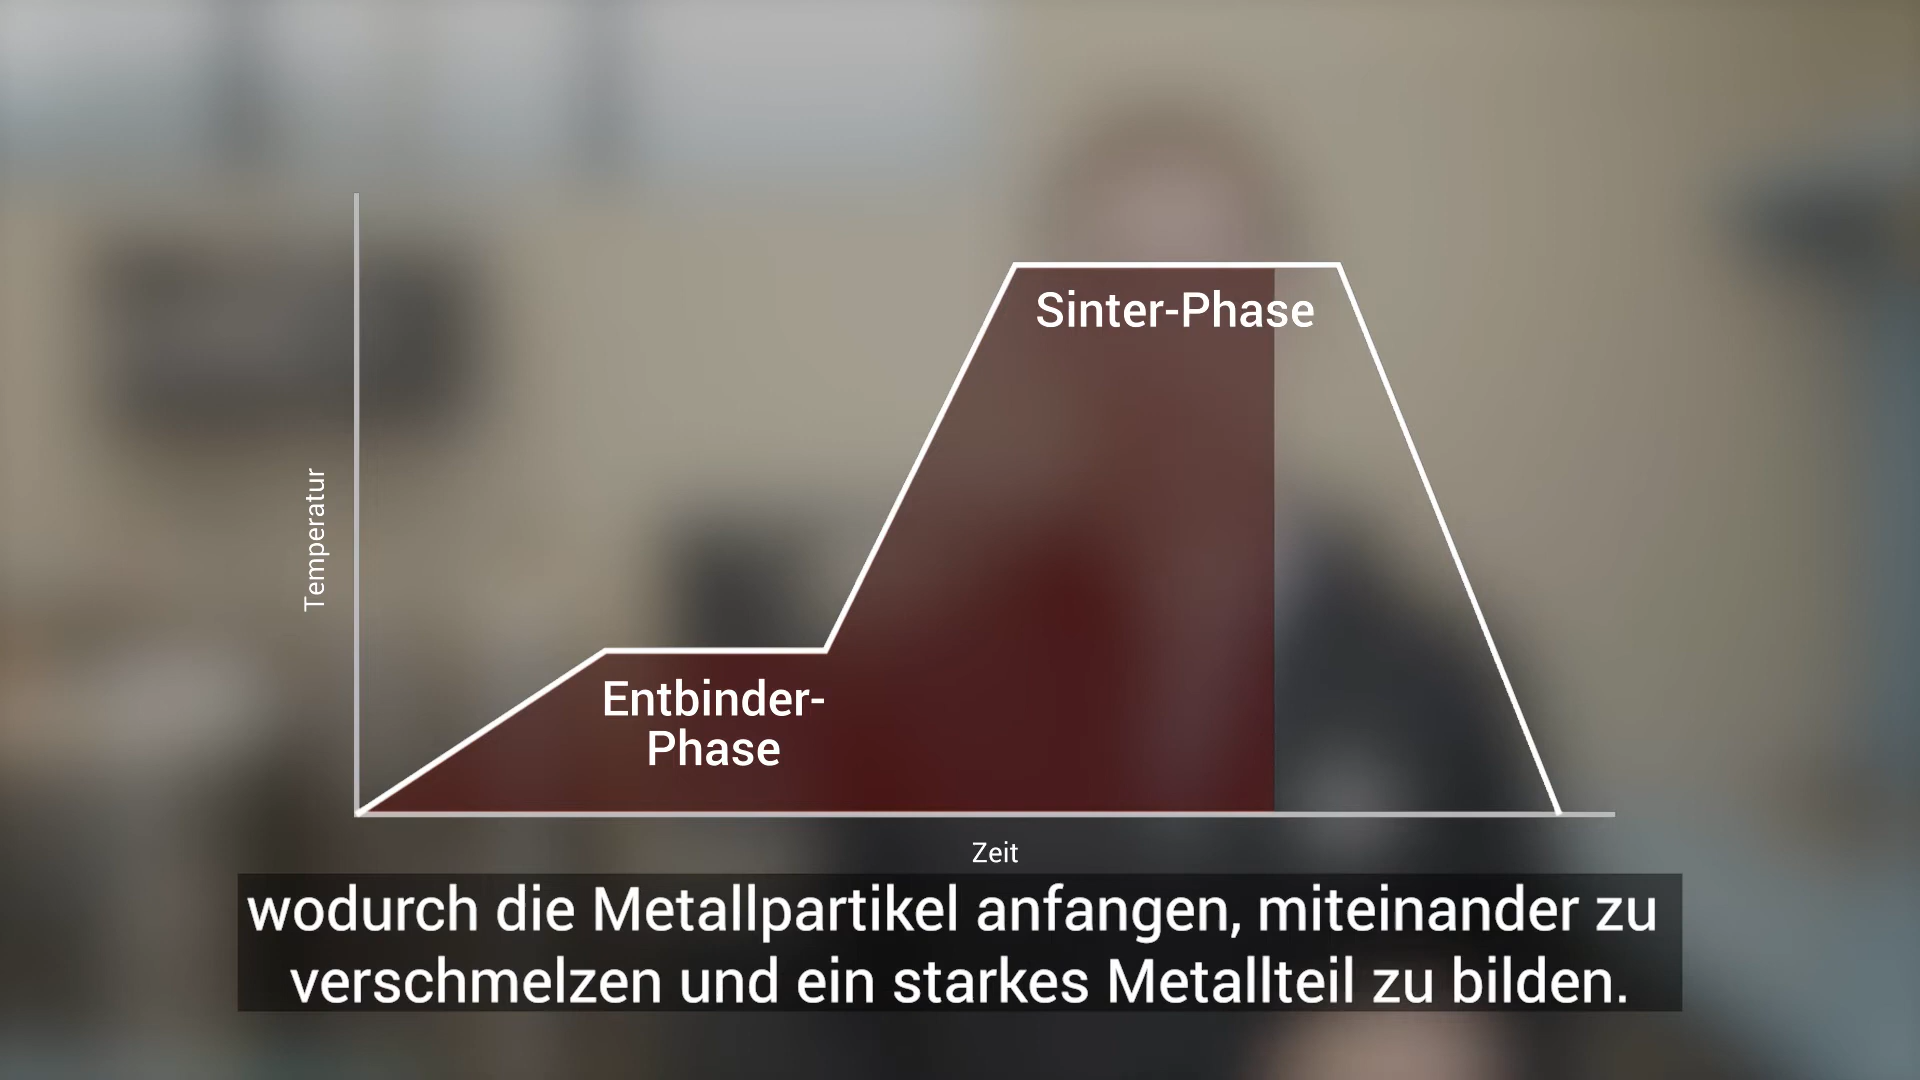 Sinter-Phase
Temperatur
Entbinder-
Phase
Zeit
wodurch die Metallpartikel anfangen, miteinander zu
verschmelzen und ein starkes Metallteil zu bilden.